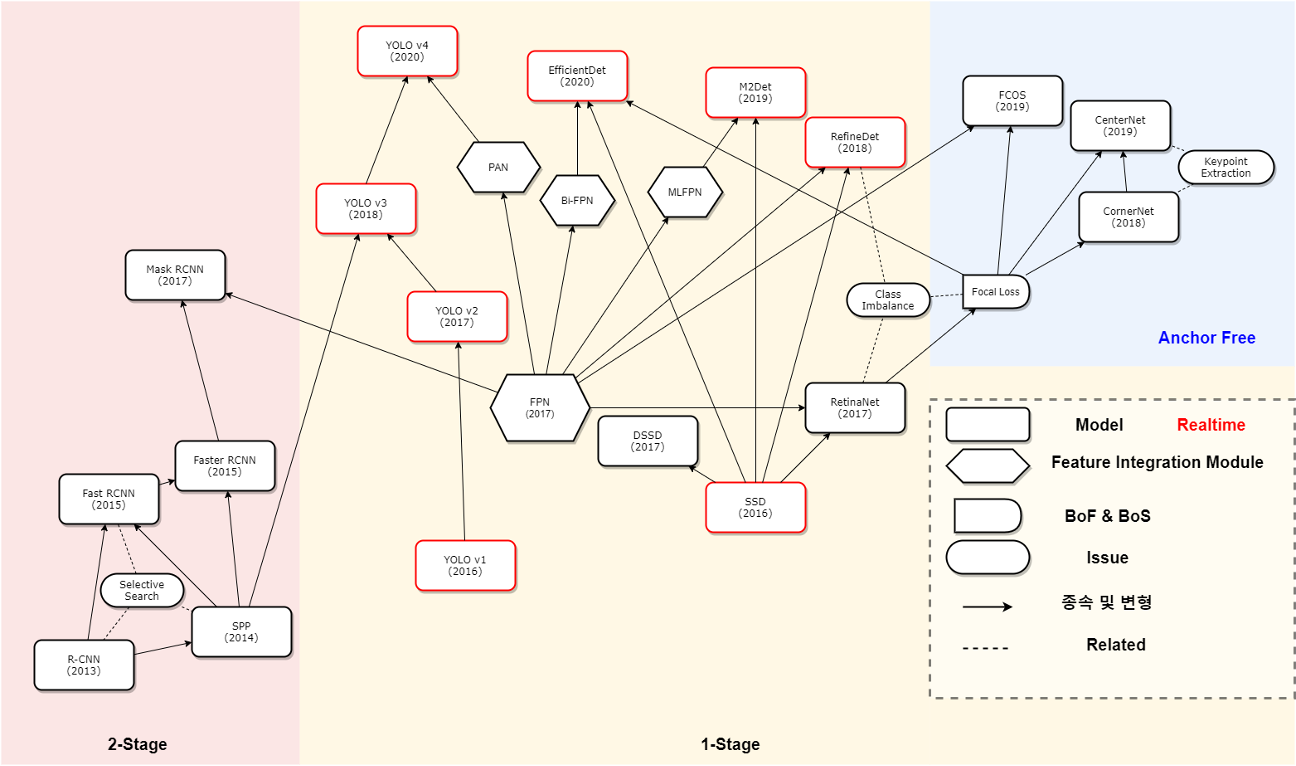 YOLO v4
(2020)
EfficientDet
(2020)
M2Det
(2019)
RefineDet
(2018)
FCOS
(2019)
CenterNet
(2019)
Keypoint
Extraction
PAN
Bi-FPN
MLFPN
YOLO v3
(2018)
CornerNet
(2018)
Mask RCNN
(2017)
YOLO v2
(2017)
Class
Imbalance
Focal Loss
Anchor Free
FPN
(2017)
RetinaNet
(2017)
DSSD
(2017)
Faster RCNN
(2015)
Fast RCNN
(2015)
SSD
(2016)
YOLO v1
(2016)
Selective
Search
SPP
(2014)
R-CNN
(2013)
Model Realtime
Feature Integration Module
BoF & BoS
Issue
종속 및 변형
Related
2-Stage
1-Stage